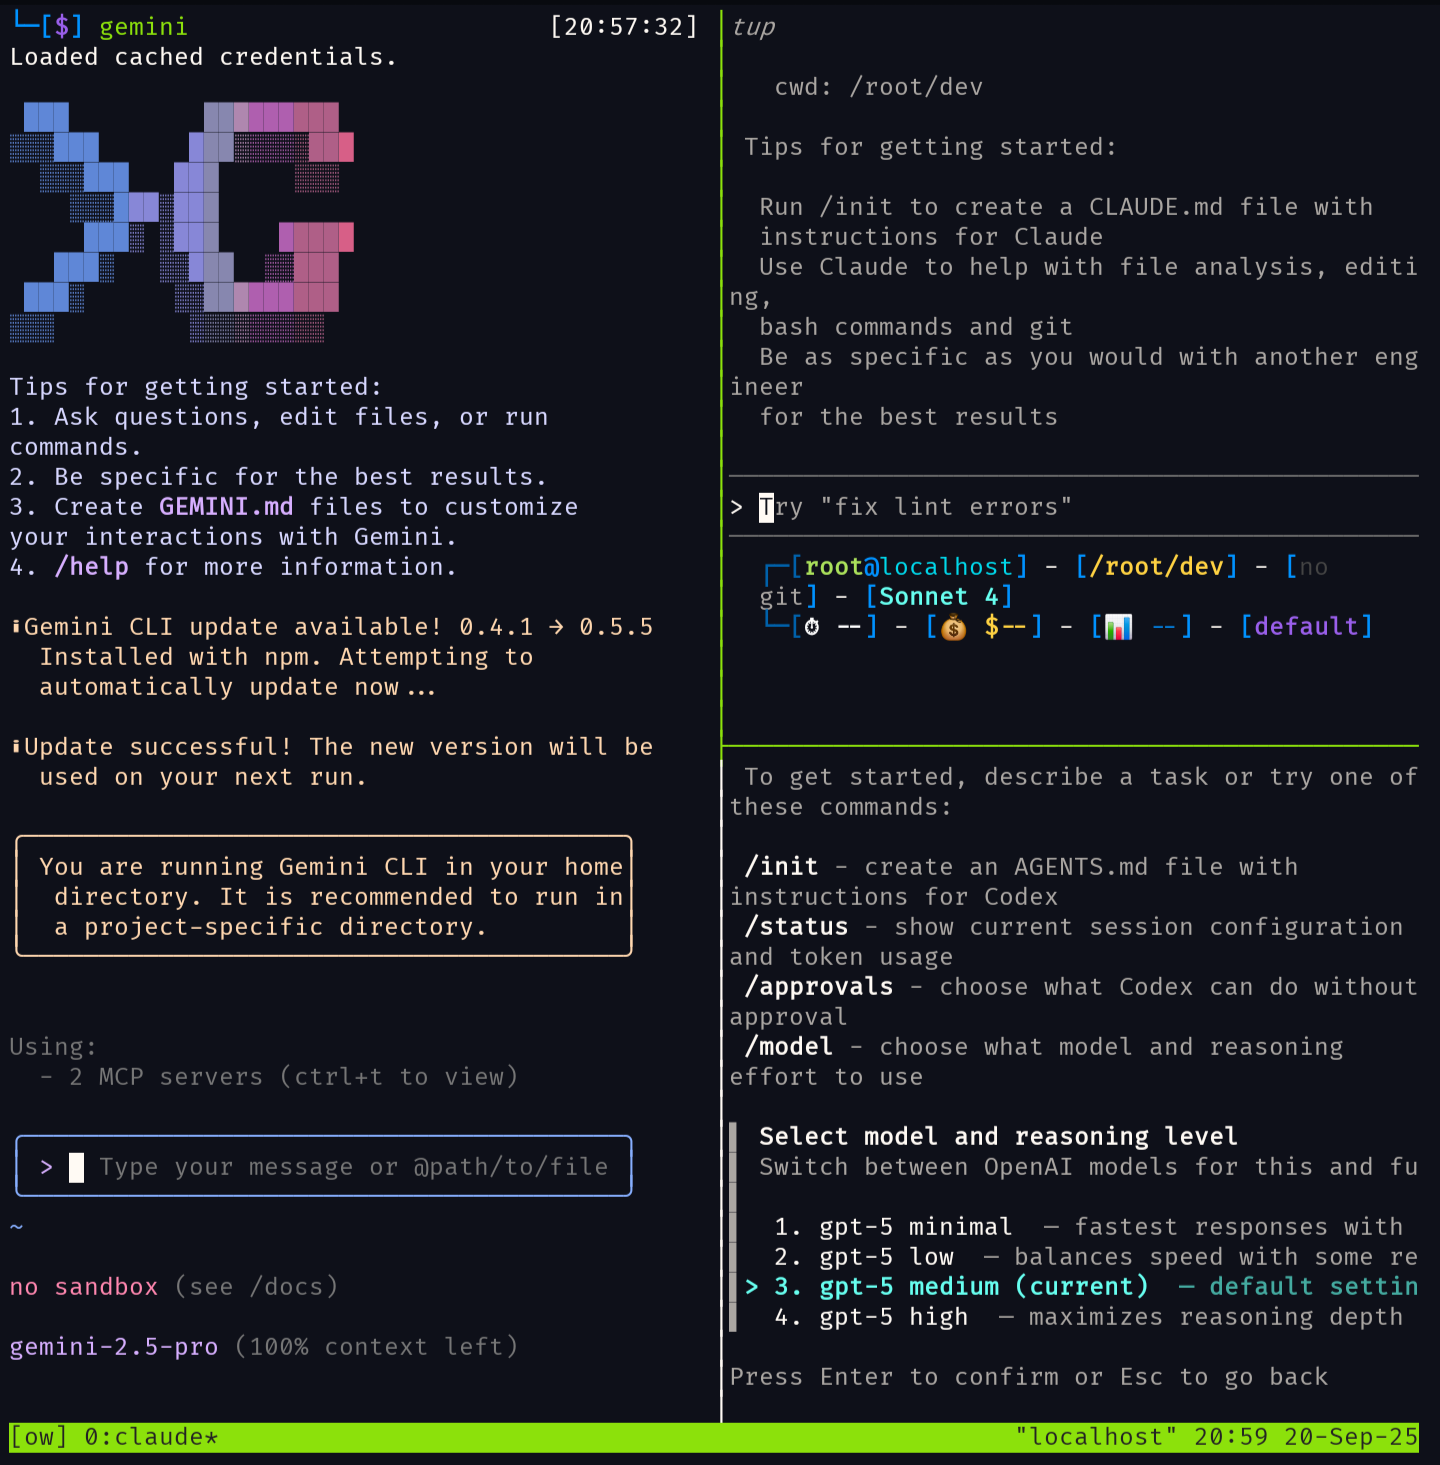 └─[$] gemini [20:57:32]
Loaded cached credentials.
Tips for getting started:
1. Ask questions, edit files, or run
commands.
2. Be specific for the best results.
3. Create GEMINI.md files to customize
your interactions with Gemini.
4. /help for more information.
ℹGemini CLI update available! 0.4.1 → 0.5.5
Installed with npm. Attempting to
automatically update now...
ℹUpdate successful! The new version will be
used on your next run.
You are running Gemini CLI in your home
directory. It is recommended to run in
a project-specific directory.
Using:
- 2 MCP servers (ctrl+t to view)
> Type your message or @path/to/file
~
no sandbox (see /docs)
gemini-2.5-pro (100% context left)
tup
cwd: /root/dev
Tips for getting started:
Run /init to create a CLAUDE.md file with
instructions for Claude
Use Claude to help with file analysis, editi
ng,
bash commands and git
Be as specific as you would with another eng
ineer
for the best results
> Try "fix lint errors"
┌─[root@localhost] - [/root/dev] - [no
git] - [Sonnet 4]
└─[⏱ --] - [💰 $--] - [📊 --] - [default]
To get started, describe a task or try one of
these commands:
/init - create an AGENTS.md file with
instructions for Codex
/status - show current session configuration
and token usage
/approvals - choose what Codex can do without
approval
/model - choose what model and reasoning
effort to use
Select model and reasoning level
Switch between OpenAI models for this and fu
1. gpt-5 minimal — fastest responses with
2. gpt-5 low — balances speed with some re
> 3. gpt-5 medium (current) — default settin
4. gpt-5 high — maximizes reasoning depth
Press Enter to confirm or Esc to go back
[ow] 0:claude* "localhost" 20:59 20-Sep-25